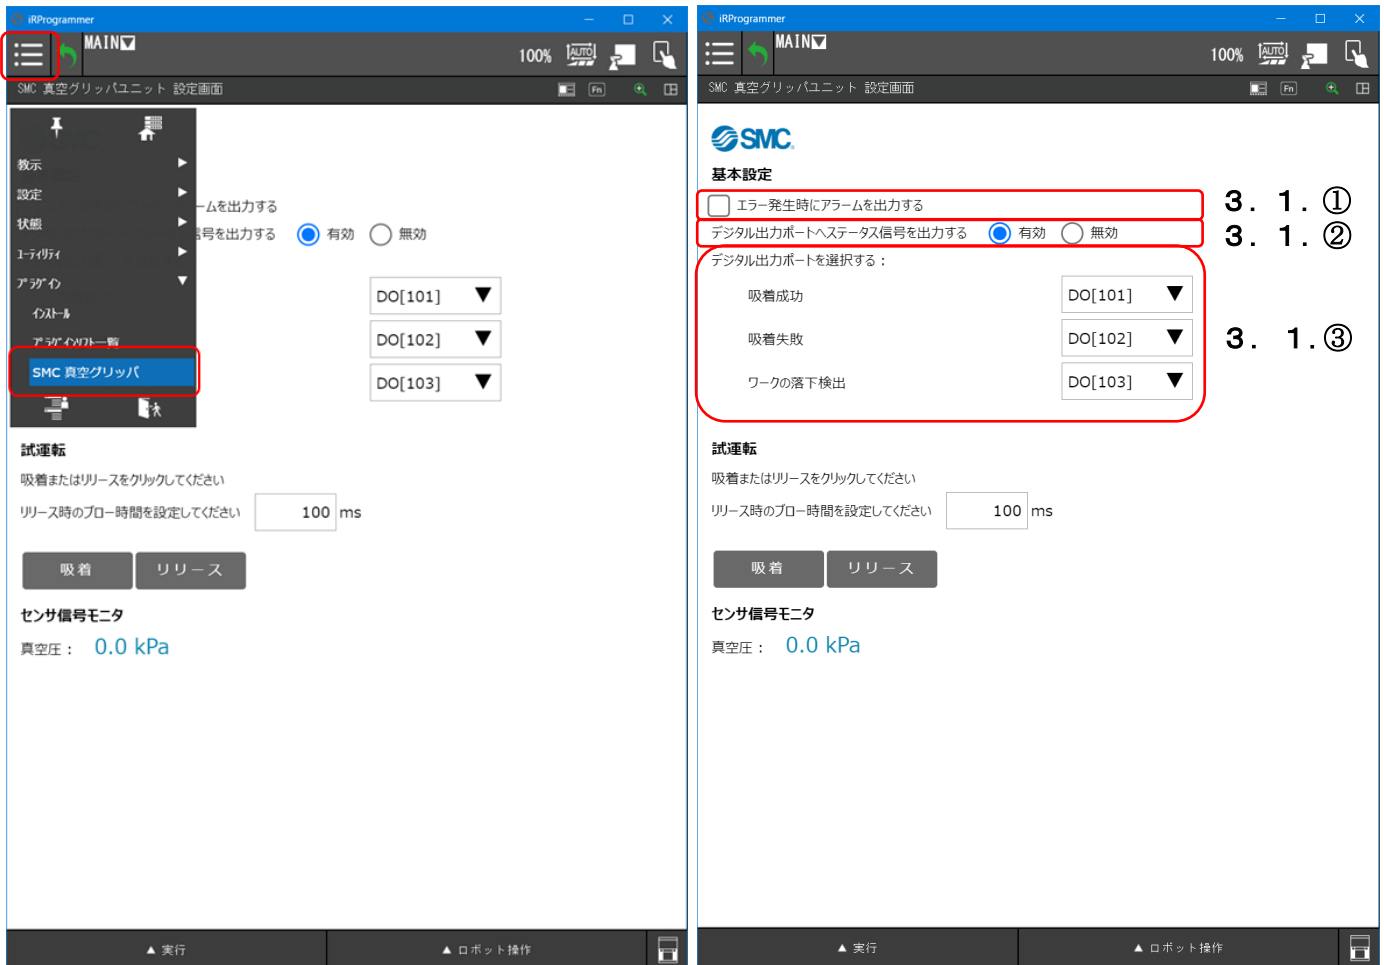 iRProgrammer
MAIN
100%
AUTO
SMC 真空グリッパユニット 設定画面
Fn
教示
設定
状態
ユーティリティ
プラグイン
インストール
プラグインソフト一覧
SMC 真空グリッパ
ームを出力する
号を出力する 有効 無効
DO[101] ▼
DO[102] ▼
DO[103] ▼
試運転
吸着またはリリースをクリックしてください
リリース時のブロー時間を設定してください 100 ms
吸着 リリース
センサ信号モニタ
真空圧： 0.0 kPa
▲ 実行 ▲ ロボット操作
iRProgrammer
MAIN
100%
AUTO
SMC 真空グリッパユニット 設定画面
Fn
SMC.
基本設定
エラー発生時にアラームを出力する ３．１．①
デジタル出力ポートへステータス信号を出力する 有効 無効 ３．１．②
デジタル出力ポートを選択する：
吸着成功 DO[101] ▼
吸着失敗 DO[102] ▼ ３．１.③
ワークの落下検出 DO[103] ▼
試運転
吸着またはリリースをクリックしてください
リリース時のブロー時間を設定してください 100 ms
吸着 リリース
センサ信号モニタ
真空圧： 0.0 kPa
▲ 実行 ▲ ロボット操作